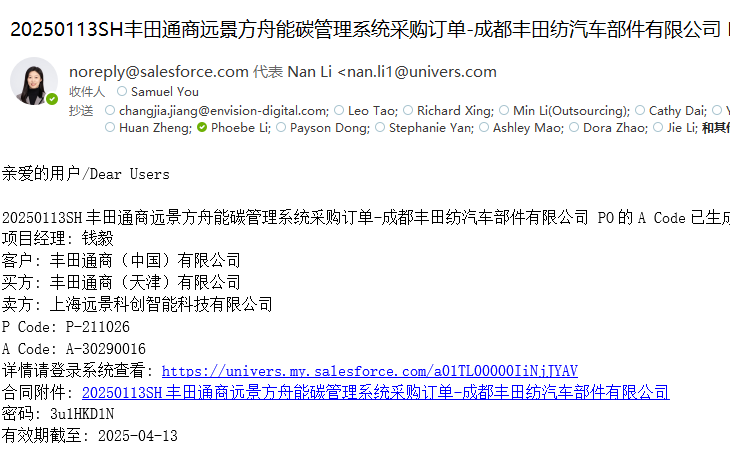 20250113SH丰田通商远景方舟能碳管理系统采购订单-成都丰田纺汽车部件有限公司
noreply@salesforce.com 代表 Nan Li <nan.li1@univers.com
收件人 Samuel You
抄送 changjia.jiang@envision-digital.com; Leo Tao; Richard Xing; Min Li(Outsourcing); Cathy Dai; Y
Huan Zheng; Phoebe Li; Payson Dong; Stephanie Yan; Ashley Mao; Dora Zhao; Jie Li; 和其他
亲爱的用户/Dear Users
20250113SH丰田通商远景方舟能碳管理系统采购订单-成都丰田纺汽车部件有限公司 PO的 A Code已生成
项目经理: 钱毅
客户: 丰田通商（中国）有限公司
买方: 丰田通商（天津）有限公司
卖方: 上海远景科创智能科技有限公司
P Code: P-211026
A Code: A-30290016
详情请登录系统查看: https://univers.my.salesforce.com/a01TL00000IiNjJYAV
合同附件: 20250113SH丰田通商远景方舟能碳管理系统采购订单-成都丰田纺汽车部件有限公司
密码: 3u1HKD1N
有效期截至: 2025-04-13